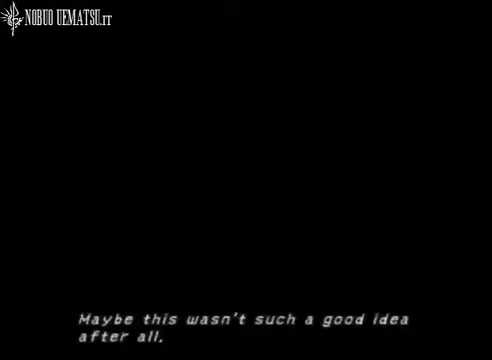 NOBUO UEMATSU.IT
Maybe this wasn't such a good idea
after all.